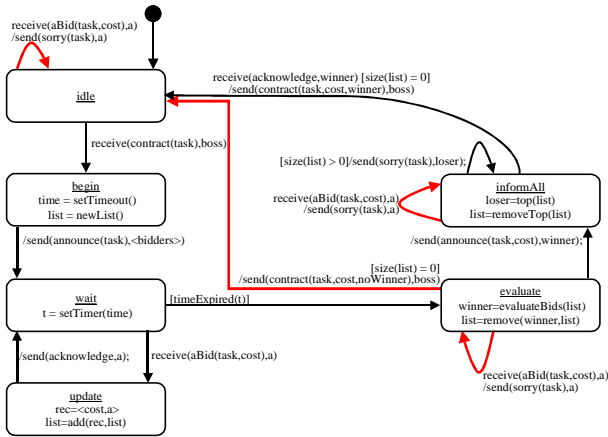 receive(aBid(task,cost),a)
/send(sorry(task),a)
idle
receive(acknowledge,winner) [size(list) = 0]
/send(contract(task,cost,winner),boss)
receive(contract(task),boss)
[size(list) > 0]/send(sorry(task),loser);
begin
time = setTimeout()
list = newList()
informAll
loser=top(list)
list=removeTop(list)
receive(aBid(task,cost),a)
/send(sorry(task),a)
/send(announce(task),<bidders>)
/send(announce(task,cost),winner);
[size(list) = 0]
/send(contract(task,cost,noWinner),boss)
wait
t = setTimer(time)
[timeExpired(t)]
evaluate
winner=evaluateBids(list)
list=remove(winner,list)
/send(acknowledge,a);
receive(aBid(task,cost),a)
receive(aBid(task,cost),a)
/send(sorry(task),a)
update
rec=<cost,a>
list=add(rec,list)